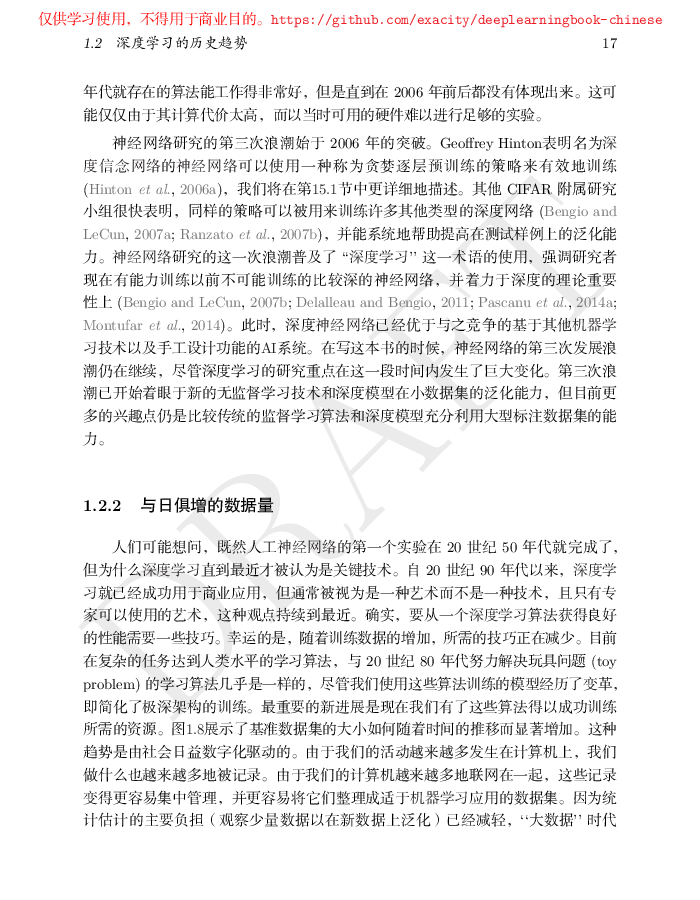 仅供学习使用，不得用于商业目的。https://github.com/exacity/deeplearningbook-chinese
1.2 深度学习的历史趋势 17
年代就存在的算法能工作得非常好，但是直到在 2006 年前后都没有体现出来。这可
能仅仅由于其计算代价太高，而以当时可用的硬件难以进行足够的实验。
神经网络研究的第三次浪潮始于 2006 年的突破。Geoffrey Hinton表明名为深
度信念网络的神经网络可以使用一种称为贪婪逐层预训练的策略来有效地训练
(Hinton et al., 2006a)，我们将在第15.1节中更详细地描述。其他 CIFAR 附属研究
小组很快表明，同样的策略可以被用来训练许多其他类型的深度网络 (Bengio and
LeCun, 2007a; Ranzato et al., 2007b)，并能系统地帮助提高在测试样例上的泛化能
力。神经网络研究的这一次浪潮普及了 “深度学习’’ 这一术语的使用，强调研究者
现在有能力训练以前不可能训练的比较深的神经网络，并着力于深度的理论重要
性上 (Bengio and LeCun, 2007b; Delalleau and Bengio, 2011; Pascanu et al., 2014a;
Montufar et al., 2014)。此时，深度神经网络已经优于与之竞争的基于其他机器学
习技术以及手工设计功能的AI系统。在写这本书的时候，神经网络的第三次发展浪
潮仍在继续，尽管深度学习的研究重点在这一段时间内发生了巨大变化。第三次浪
潮已开始着眼于新的无监督学习技术和深度模型在小数据集的泛化能力，但目前更
多的兴趣点仍是比较传统的监督学习算法和深度模型充分利用大型标注数据集的能
力。
1.2.2 与日俱增的数据量
人们可能想问，既然人工神经网络的第一个实验在 20 世纪 50 年代就完成了，
但为什么深度学习直到最近才被认为是关键技术。自 20 世纪 90 年代以来，深度学
习就已经成功用于商业应用，但通常被视为是一种艺术而不是一种技术，且只有专
家可以使用的艺术，这种观点持续到最近。确实，要从一个深度学习算法获得良好
的性能需要一些技巧。幸运的是，随着训练数据的增加，所需的技巧正在减少。目前
在复杂的任务达到人类水平的学习算法，与 20 世纪 80 年代努力解决玩具问题 (toy
problem) 的学习算法几乎是一样的，尽管我们使用这些算法训练的模型经历了变革，
即简化了极深架构的训练。最重要的新进展是现在我们有了这些算法得以成功训练
所需的资源。图1.8展示了基准数据集的大小如何随着时间的推移而显著增加。这种
趋势是由社会日益数字化驱动的。由于我们的活动越来越多发生在计算机上，我们
做什么也越来越多地被记录。由于我们的计算机越来越多地联网在一起，这些记录
变得更容易集中管理，并更容易将它们整理成适于机器学习应用的数据集。因为统
计估计的主要负担（观察少量数据以在新数据上泛化）已经减轻，‘‘大数据’’ 时代
DRAFT